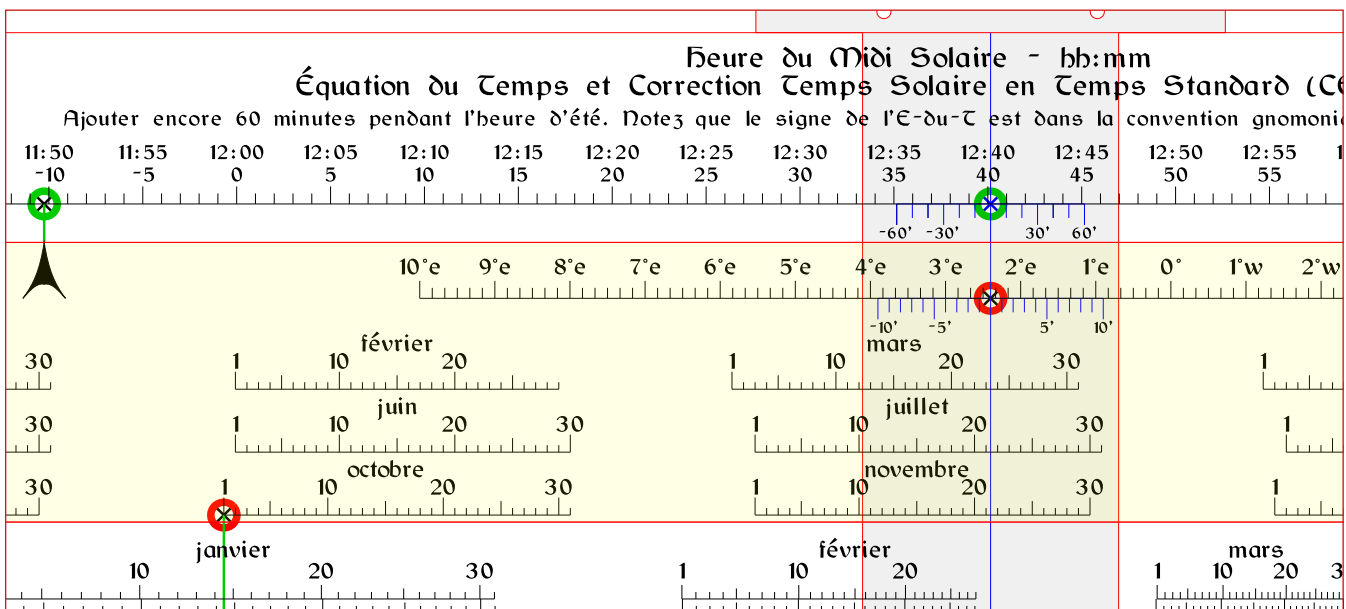 Heure du Midi Solaire - hh:mm
Équation du Temps et Correction Temps Solaire en Temps Standard
Ajouter encore 60 minutes pendant l'heure d'été. Notez que le signe de l'E-du-T est dans la convention
11:50 11:55 12:00 12:05 12:10 12:15 12:20 12:25 12:30 12:35 12:40 12:45 12:50 12:55
-10 -5 0 5 10 15 20 25 30 35 40 45 50 55
-60' -30' 30' 60'
10°e 9°e 8°e 7°e 6°e 5°e 4°e 3°e 2°e 1°e 0° 1°w 2°w
-10' -5' 5' 10'
février mars
30 1 10 20 1 10 20 30 1
juin juillet
30 1 10 20 30 1 10 20 30 1
octobre novembre
30 1 10 20 30 1 10 20 30 1
janvier février mars
10 20 30 1 10 20 1 10 20